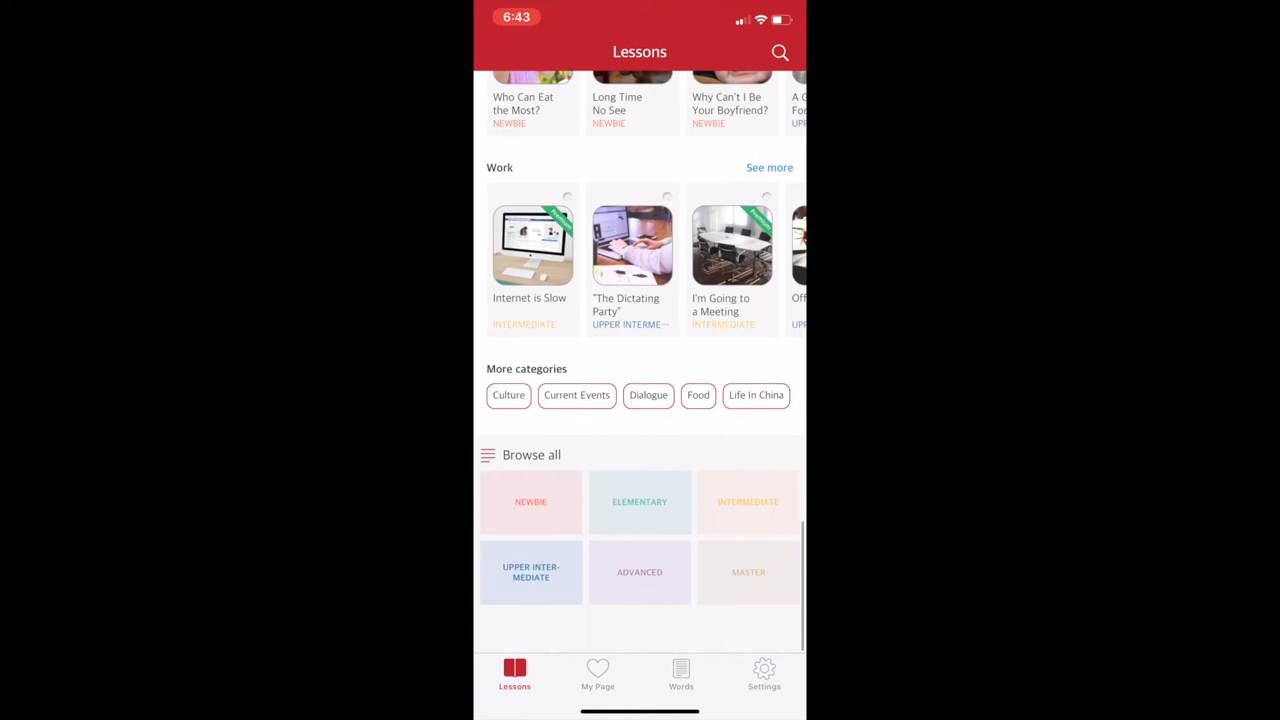 6:43
Lessons
Who Can Eat
the Most?
NEWBIE
Long Time
No See
NEWBIE
Why Can't I Be
Your Boyfriend?
NEWBIE
A G
For
UPP
Work
See more
Premium
Internet is Slow
INTERMEDIATE
"The Dictating
Party"
UPPER INTERME···
Premium
I'm Going to
a Meeting
INTERMEDIATE
Off
UPP
More categories
Culture
Current Events
Dialogue
Food
Life In China
Browse all
NEWBIE
ELEMENTARY
INTERMEDIATE
UPPER INTER-
MEDIATE
ADVANCED
MASTER
Lessons
My Page
Words
Settings